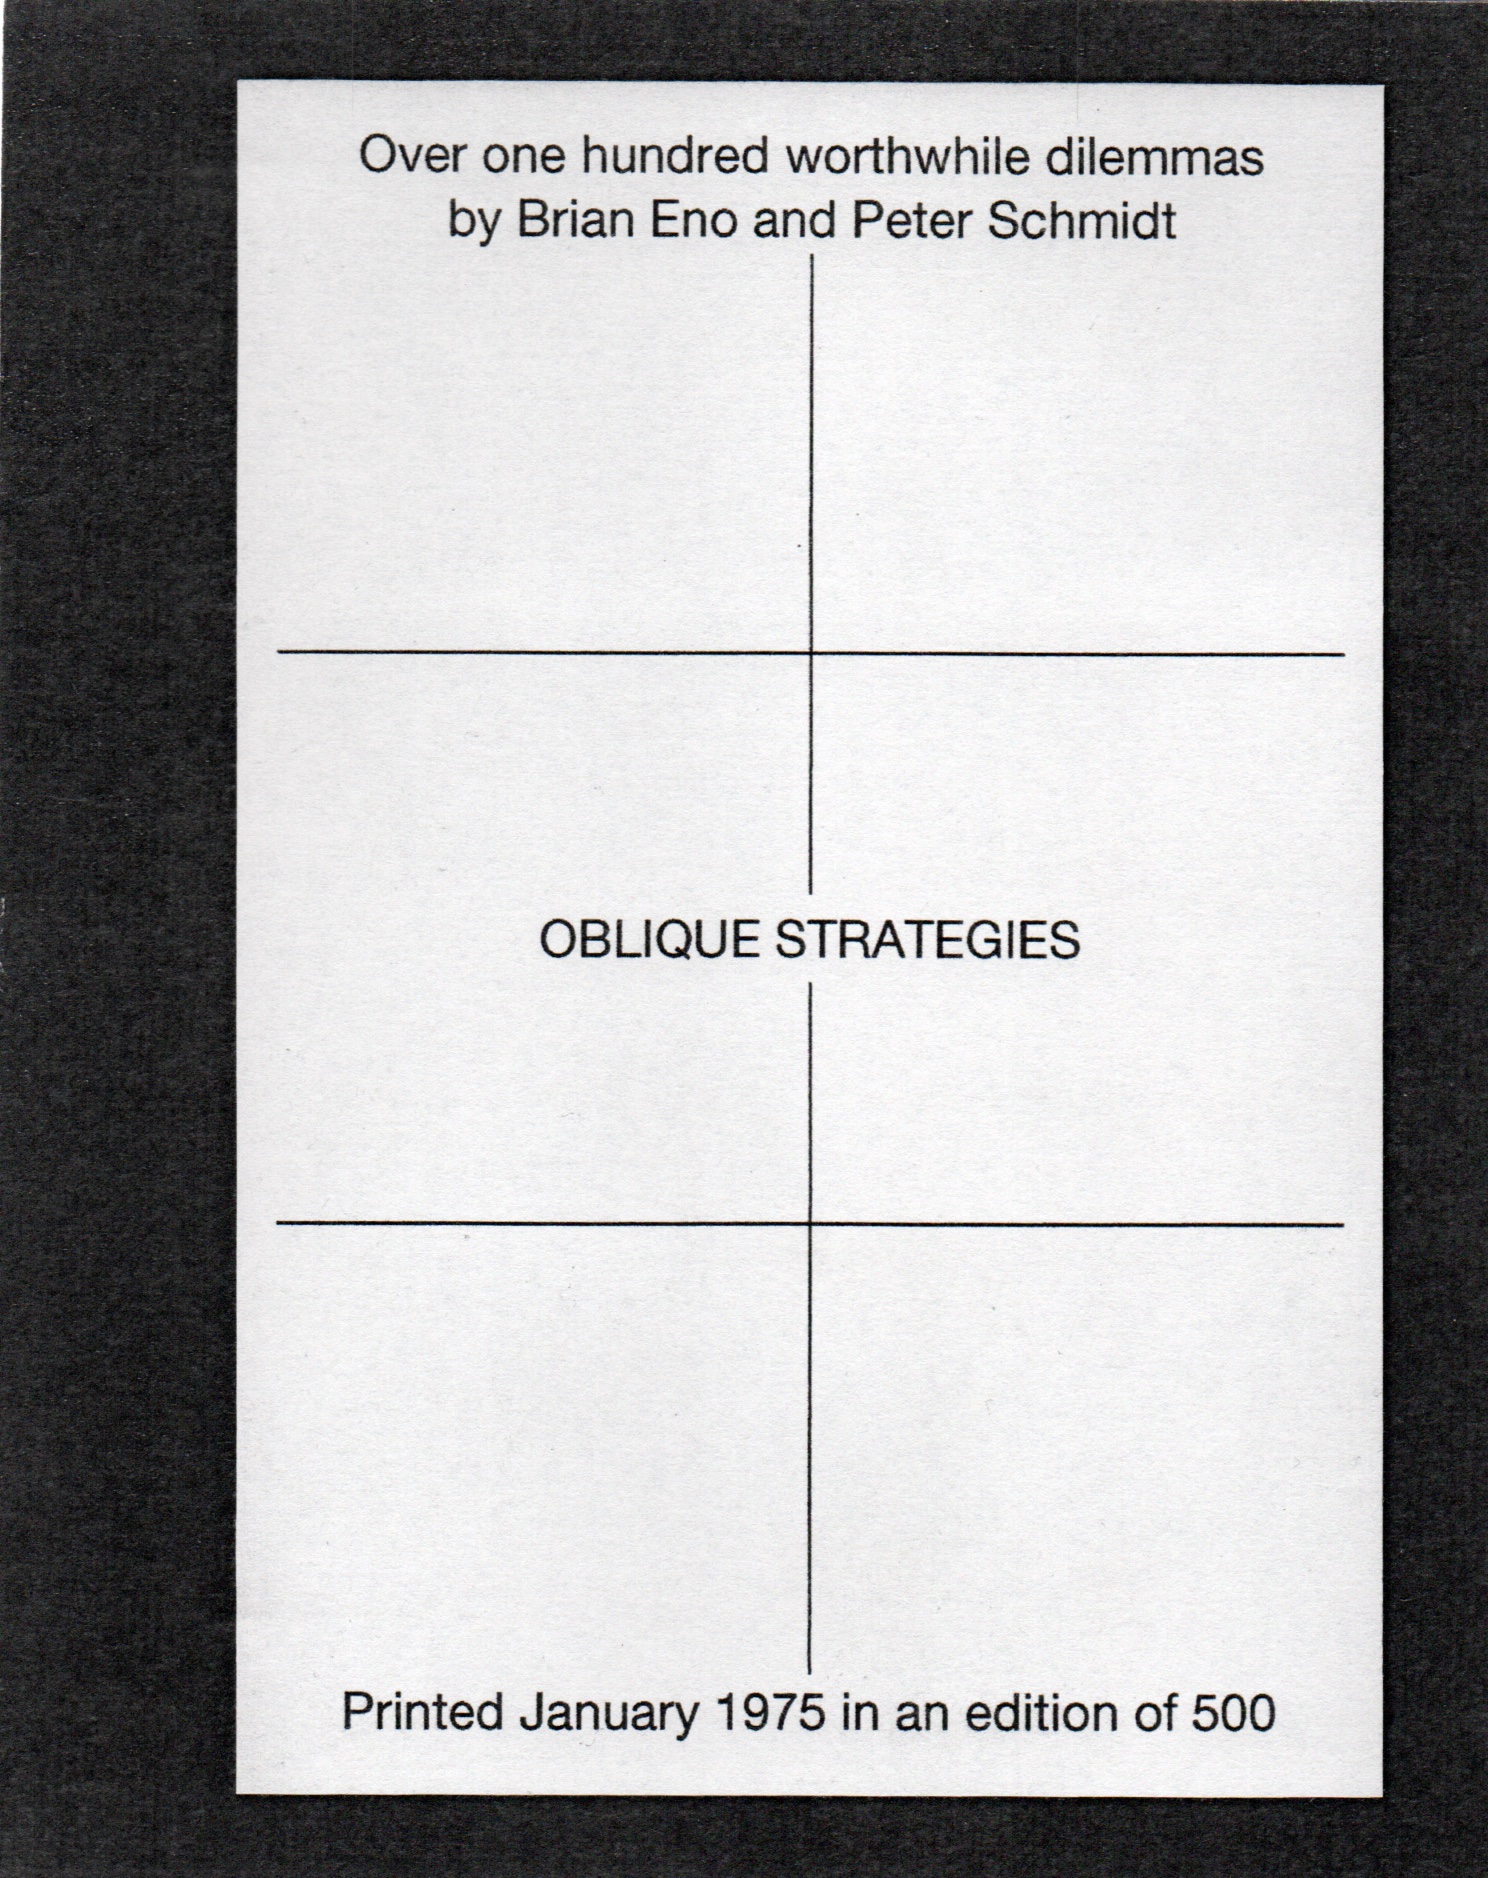 Over one hundred worthwhile dilemmas
by Brian Eno and Peter Schmidt
OBLIQUE STRATEGIES
Printed January 1975 in an edition of 500